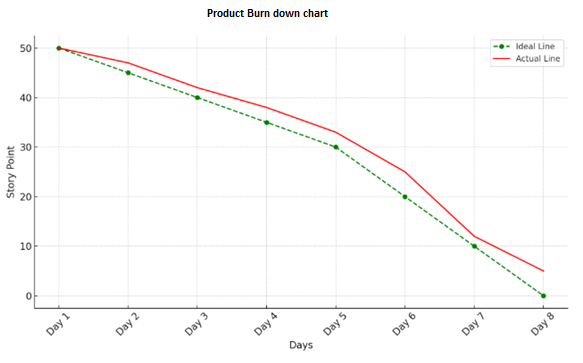 Product Burn down chart
Ideal Line
Actual Line
50
40
30
20
10
0
Story Point
Day 1
Day 2
Day 3
Day 4
Day 5
Day 6
Day 7
Day 8
Days